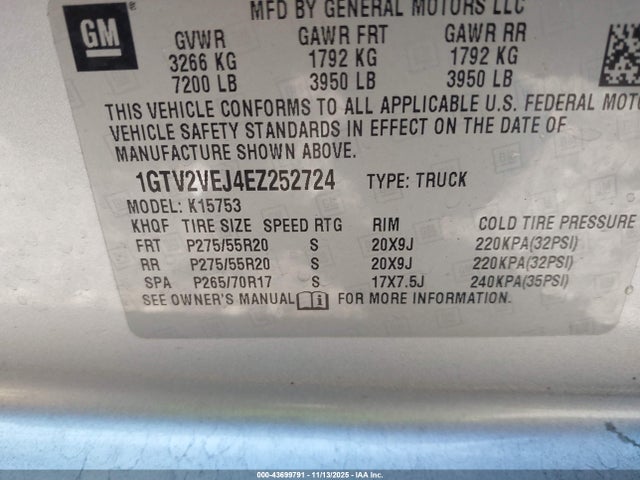 MFD BY GENERAL MOTORS LLC
GM
GVWR GAWR FRT GAWR RR
3266 KG 1792 KG 1792 KG
7200 LB 3950 LB 3950 LB
THIS VEHICLE CONFORMS TO ALL APPLICABLE U.S. FEDERAL MOTO
VEHICLE SAFETY STANDARDS IN EFFECT ON THE DATE OF
MANUFACTURE SHOWN ABOVE.
1GTV2VEJ4EZ252724 TYPE: TRUCK
MODEL: K15753
KHQF TIRE SIZE SPEED RTG RIM COLD TIRE PRESSURE
FRT P275/55R20 S 20X9J 220KPA(32PSI)
RR P275/55R20 S 20X9J 220KPA(32PSI)
SPA P265/70R17 S 17X7.5J 240KPA(35PSI)
SEE OWNER'S MANUAL FOR MORE INFORMATION.
000-43699791 - 11/13/2025 - IAA Inc.